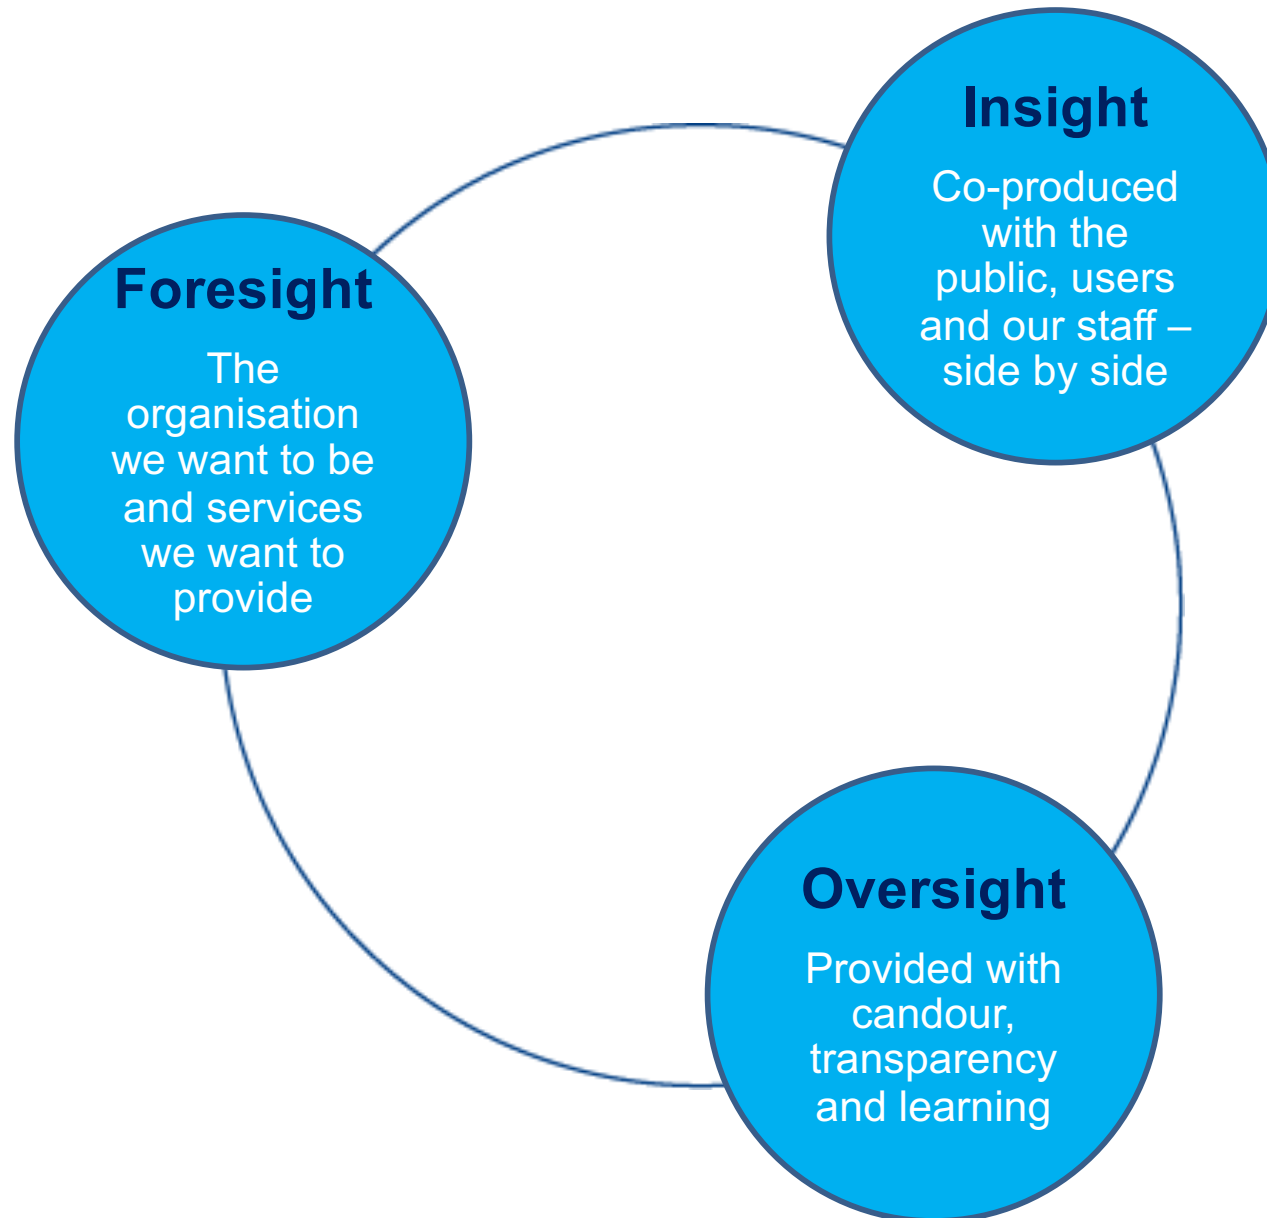 Insight
Co-produced
with the
public, users
and our staff –
side by side
Foresight
The
organisation
we want to be
and services
we want to
provide
Oversight
Provided with
candour,
transparency
and learning